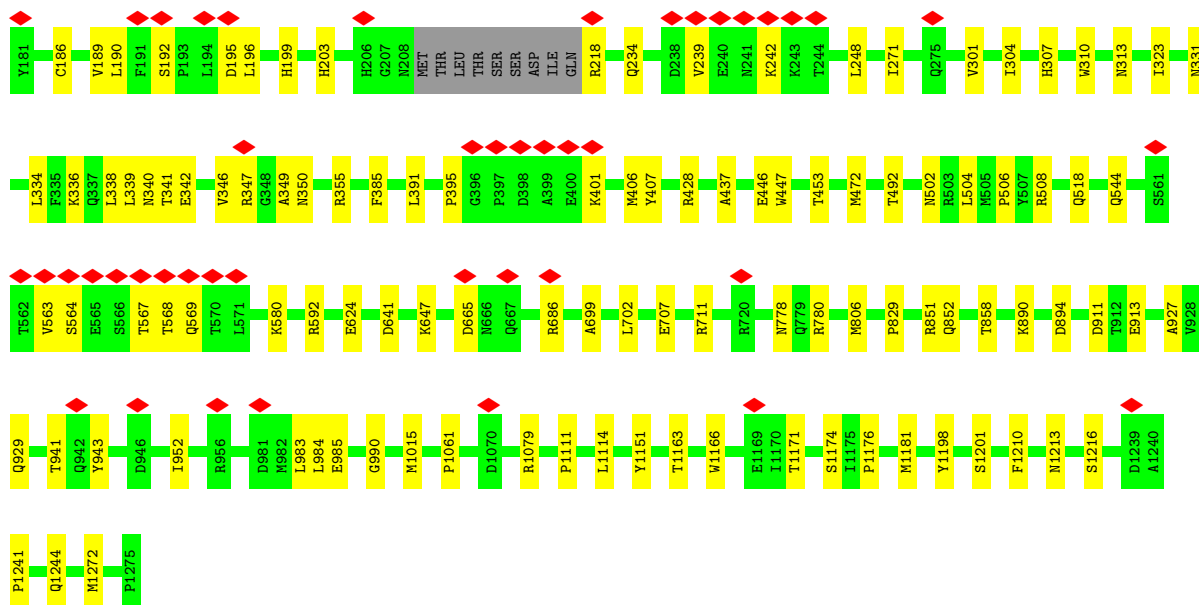 Y181 C186 V189 L190 F191 S192 P193 L194 D195 L196 H199 H203 H206 G207 N208 MET THR LEU THR SER SER ASP ILE GLN R218 Q234 D238 V239 E240 N241 K242 K243 T244 L248 I271 Q275 V301 I304 H307 W310 N313 I323 N331
L334 F335 K336 Q337 L338 L339 N340 T341 E342 V346 R347 G348 A349 N350 R355 F385 L391 P395 G396 P397 D398 A399 E400 K401 M406 Y407 R428 A437 E446 W447 T453 M472 T492 N502 R503 L504 M505 P506 Y507 R508 Q518 Q544 S561
T562 V563 S564 E565 S566 T567 T568 Q569 T570 L571 K580 R592 E624 D641 K647 D665 N666 Q667 R686 A699 L702 E707 R711 R720 N778 Q779 R780 M806 P829 R851 Q852 T858 K890 D894 D911 T912 E913 A927 V928
Q929 T941 Q942 Y943 D946 I952 R956 D981 M982 L983 L984 E985 G990 M1015 P1061 D1070 R1079 P1111 L1114 Y1151 T1163 W1166 E1169 I1170 T1171 S1174 I1175 P1176 M1181 Y1198 S1201 F1210 N1213 S1216 D1239 A1240
P1241 Q1244 M1272 P1275